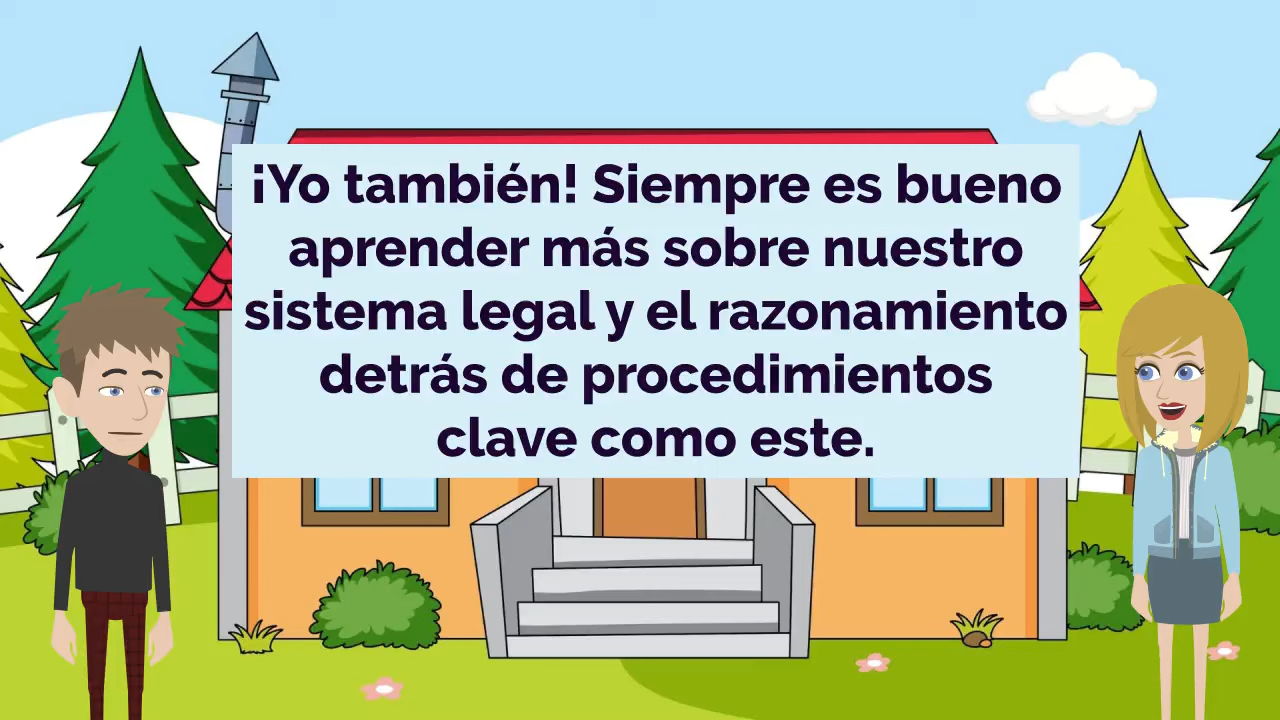 ¡Yo también! Siempre es bueno
aprender más sobre nuestro
sistema legal y el razonamiento
detrás de procedimientos
clave como este.